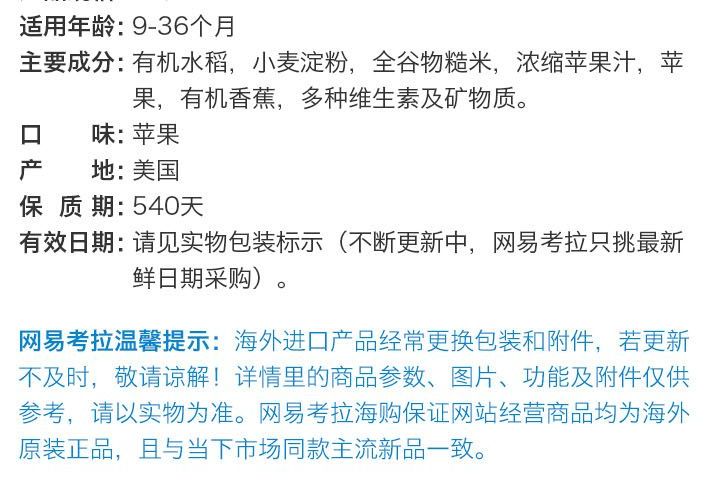 适用年龄：9-36个月
主要成分：有机水稻，小麦淀粉，全谷物糙米，浓缩苹果汁，苹
果，有机香蕉，多种维生素及矿物质。
口 味：苹果
产 地：美国
保 质 期：540天
有效日期：请见实物包装标示（不断更新中，网易考拉只挑最新
鲜日期采购）。
网易考拉温馨提示：海外进口产品经常更换包装和附件，若更新
不及时，敬请谅解！详情里的商品参数、图片、功能及附件仅供
参考，请以实物为准。网易考拉海购保证网站经营商品均为海外
原装正品，且与当下市场同款主流新品一致。